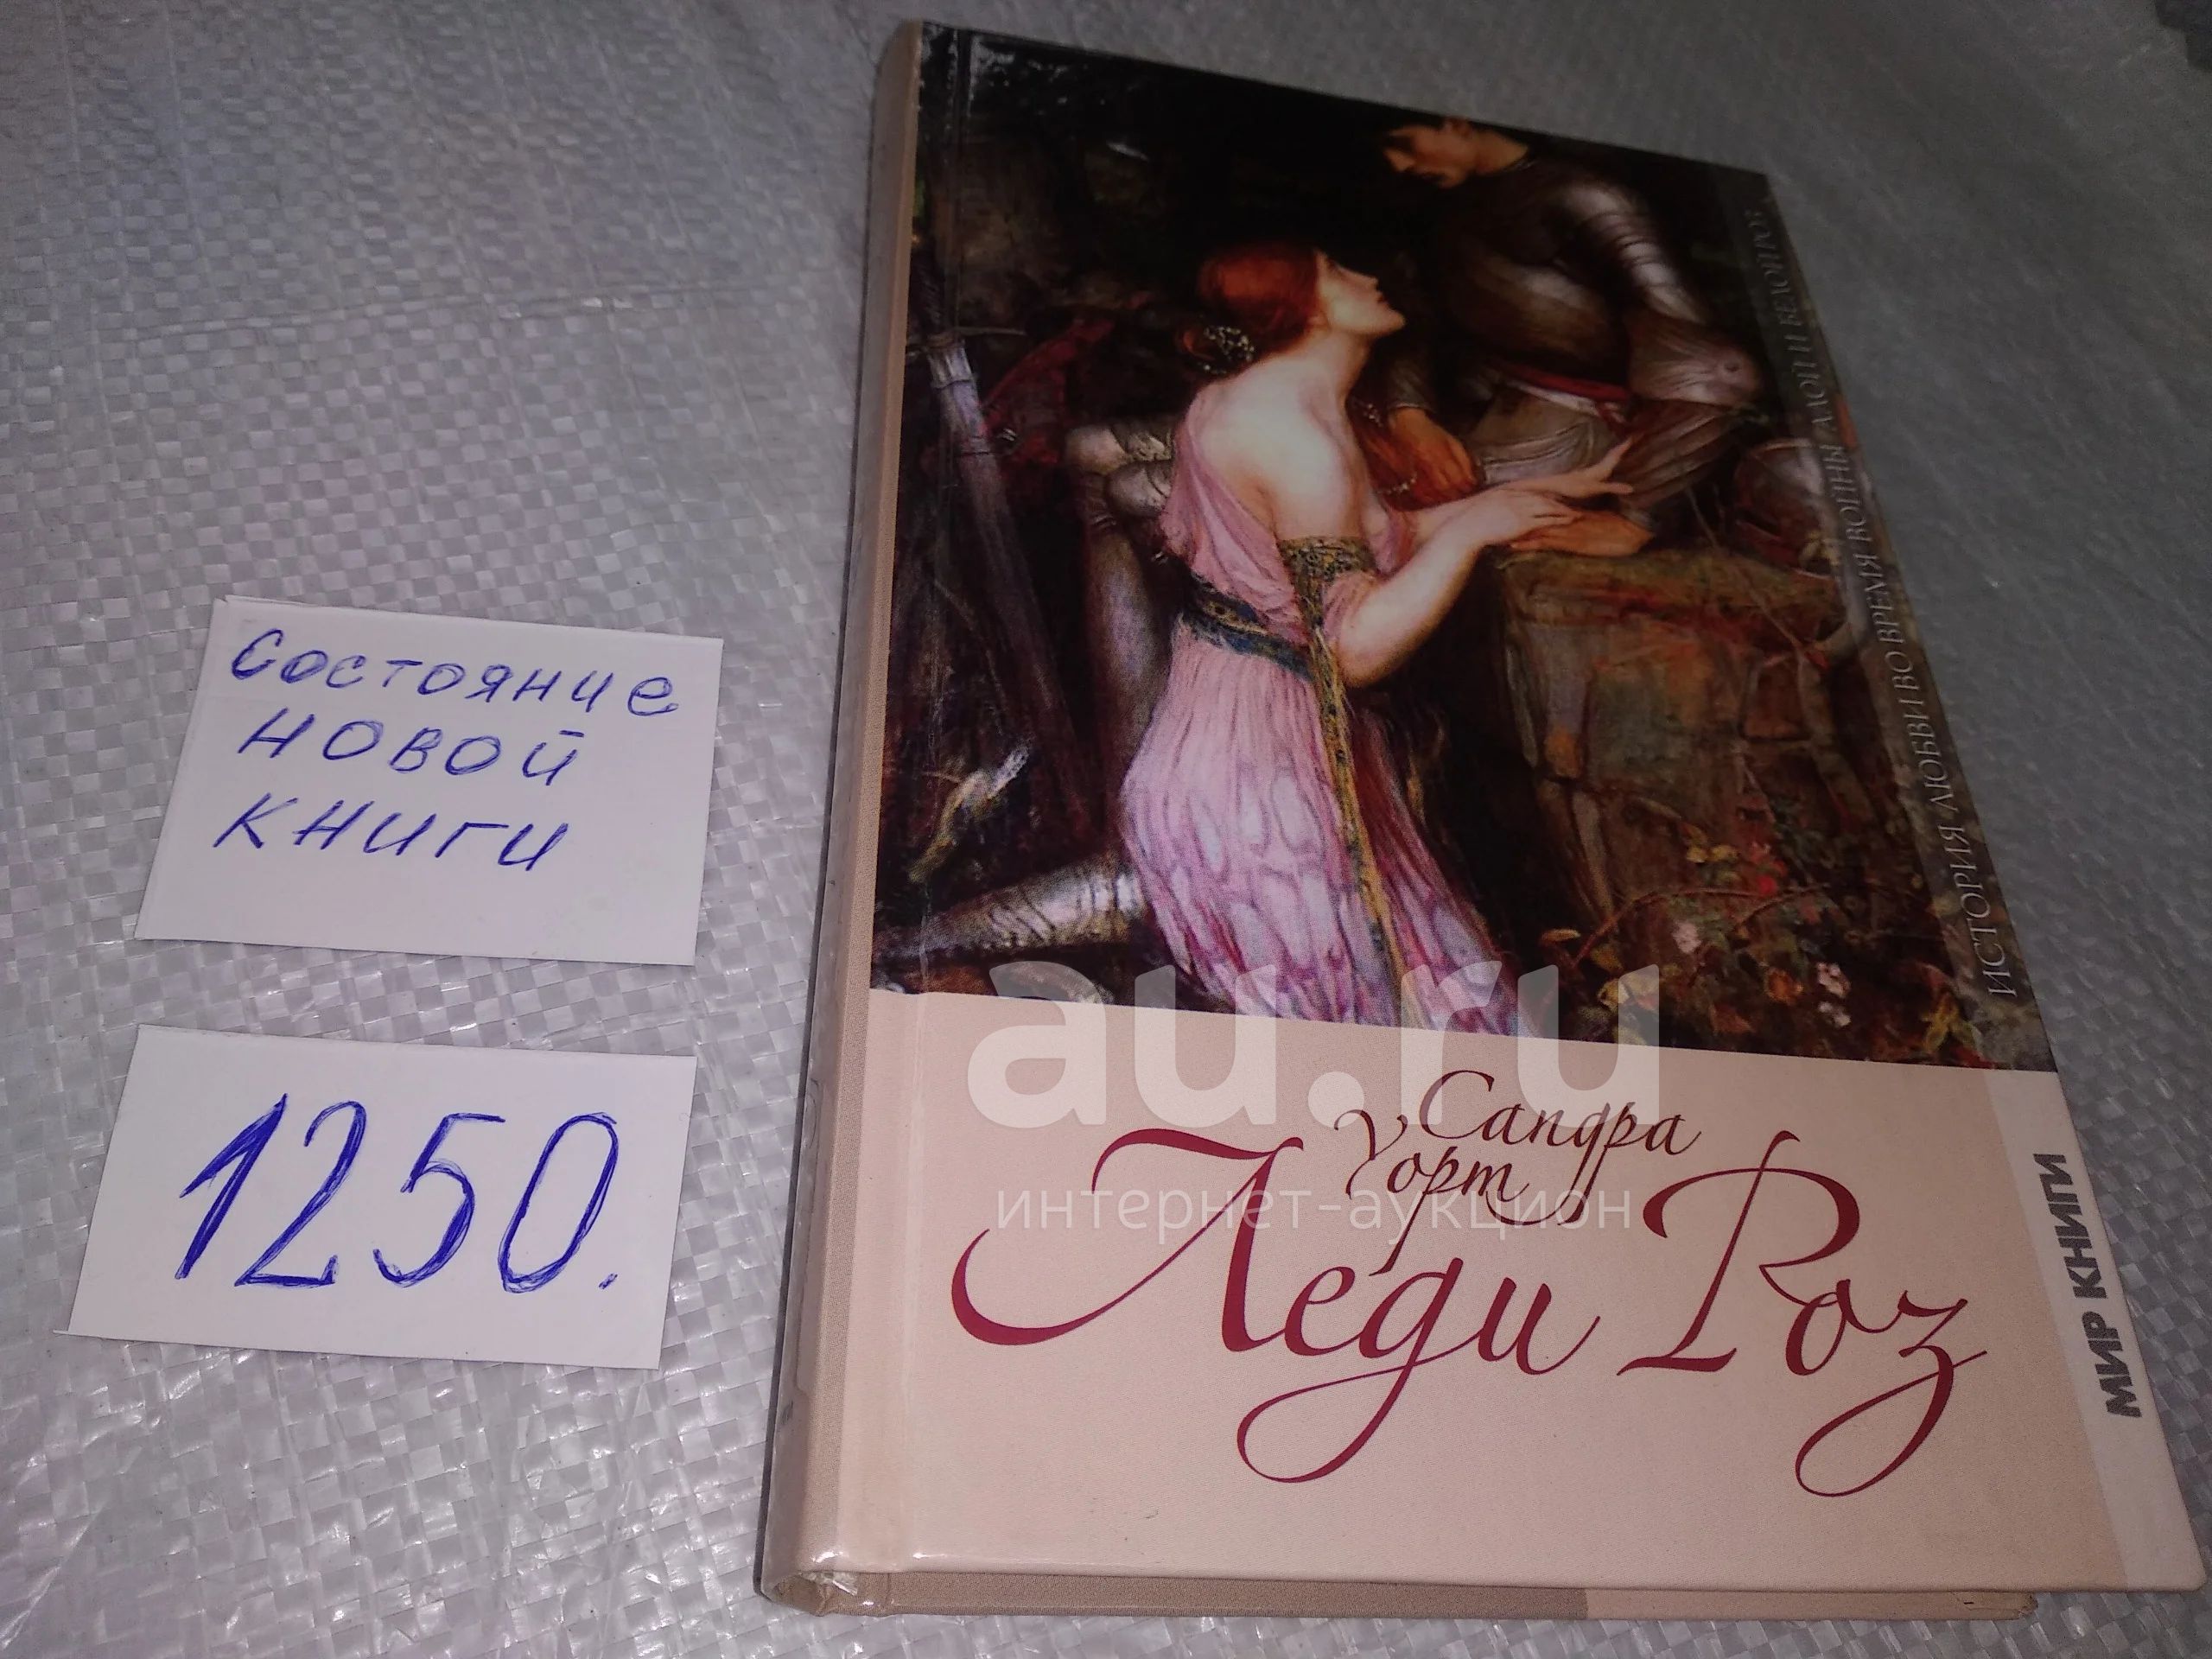 Состояние
новой
книги
1250.
ИСТОРИЯ ЛЮБВИ ВО ВРЕМЯ ВОЙНЫ АЛОЙ И БЕЛОЙ РОЗ
au.ru
Сандра
Уорт
интернет-аукцион
Леди Роз
МИР КНИГИ